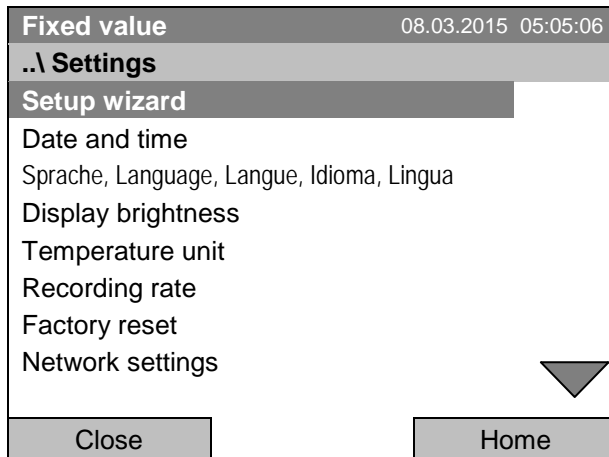 Fixed value 08.03.2015 05:05:06
..\ Settings
Setup wizard
Date and time
Sprache, Language, Langue, Idioma, Lingua
Display brightness
Temperature unit
Recording rate
Factory reset
Network settings
Close Home